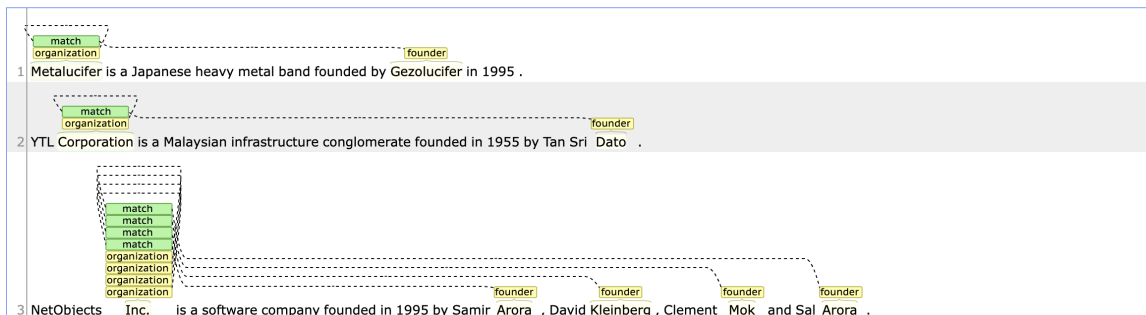 match
organization founder
1 Metalucifer is a Japanese heavy metal band founded by Gezolucifer in 1995 .
match
organization founder
2 YTL Corporation is a Malaysian infrastructure conglomerate founded in 1955 by Tan Sri Dato .
match
match
match
match
organization
organization
organization
organization founder founder founder founder
3 NetObjects Inc. is a software company founded in 1995 by Samir Arora , David Kleinberg , Clement Mok and Sal Arora .